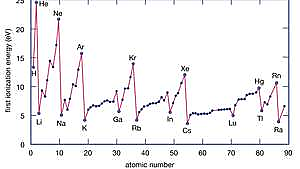 25
He
Ne
20
Ar
15
Kr
H
Xe
Hg
Rn
10
5
Li
Na
K
Ga
Rb
In
Cs
Lu
Tl
Ra
0
0 10 20 30 40 50 60 70 80 90
atomic number
first ionization energy (eV)